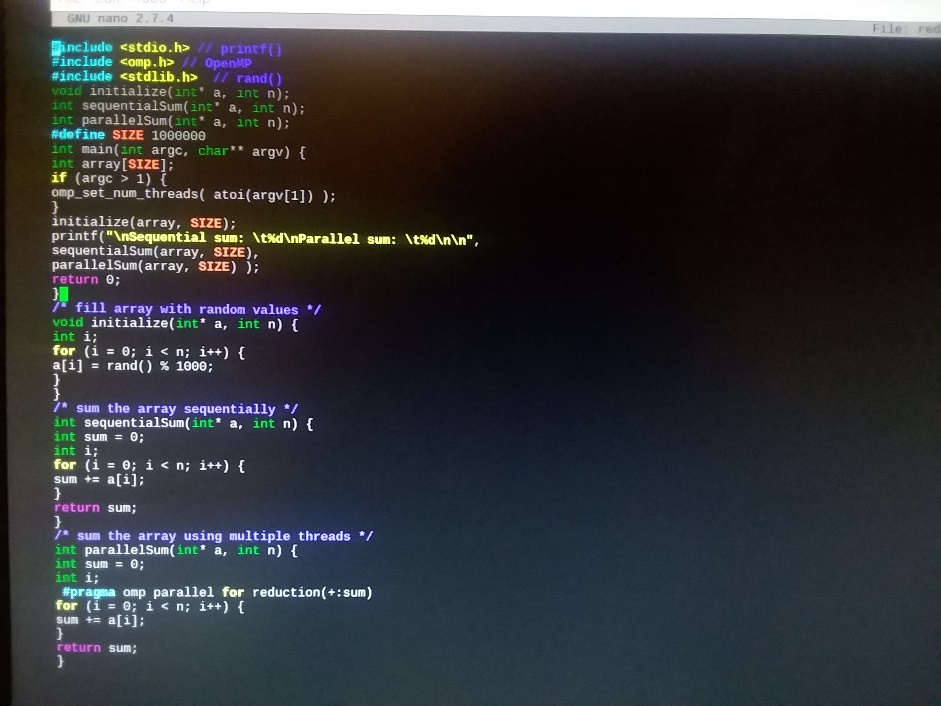 GNU nano 2.7.4
File: red
#include <stdio.h> // printf()
#include <omp.h> // OpenMP
#include <stdlib.h>  // rand()
void initialize(int* a, int n);
int sequentialSum(int* a, int n);
int parallelSum(int* a, int n);
#define SIZE 1000000
int main(int argc, char** argv) {
int array[SIZE];
if (argc > 1) {
omp_set_num_threads( atoi(argv[1]) );
}
initialize(array, SIZE);
printf("\nSequential sum: \t%d\nParallel sum: \t%d\n\n",
sequentialSum(array, SIZE),
parallelSum(array, SIZE) );
return 0;
}
/* fill array with random values */
void initialize(int* a, int n) {
int i;
for (i = 0; i < n; i++) {
a[i] = rand() % 1000;
}
}
/* sum the array sequentially */
int sequentialSum(int* a, int n) {
int sum = 0;
int i;
for (i = 0; i < n; i++) {
sum += a[i];
}
return sum;
}
/* sum the array using multiple threads */
int parallelSum(int* a, int n) {
int sum = 0;
int i;
#pragma omp parallel for reduction(+:sum)
for (i = 0; i < n; i++) {
sum += a[i];
}
return sum;
}